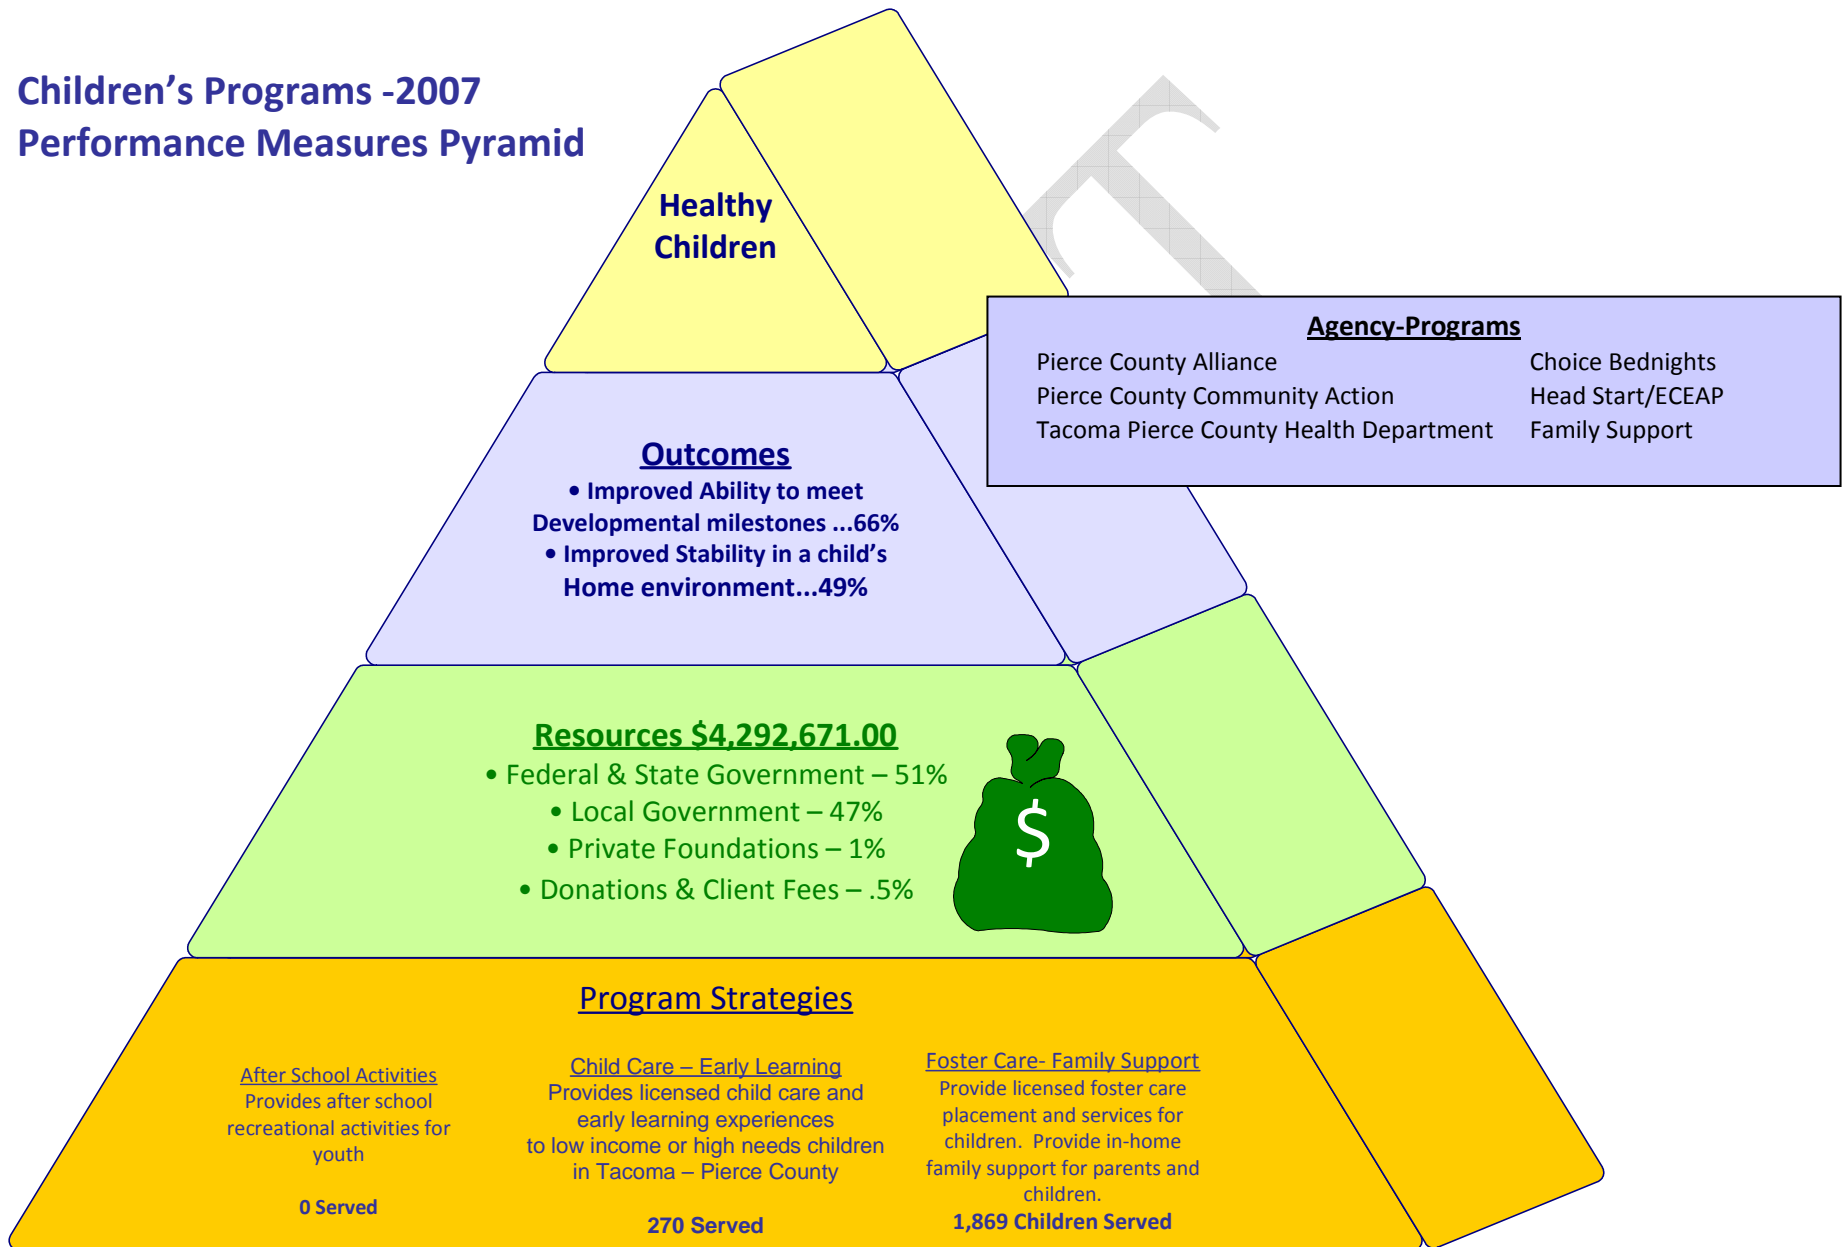 Children’s Programs -2007
Performance Measures Pyramid
Healthy
Children
T
Agency-Programs
Pierce County Alliance Choice Bednights
Pierce County Community Action Head Start/ECEAP
Tacoma Pierce County Health Department Family Support
Outcomes
• Improved Ability to meet
Developmental milestones ...66%
• Improved Stability in a child’s
Home environment...49%
Resources $4,292,671.00
• Federal & State Government – 51%
• Local Government – 47%
• Private Foundations – 1%
• Donations & Client Fees – .5%
$
Program Strategies
After School Activities
Provides after school
recreational activities for
youth
0 Served
Child Care – Early Learning
Provides licensed child care and
early learning experiences
to low income or high needs children
in Tacoma – Pierce County
270 Served
Foster Care- Family Support
Provide licensed foster care
placement and services for
children.  Provide in-home
family support for parents and
children.
1,869 Children Served